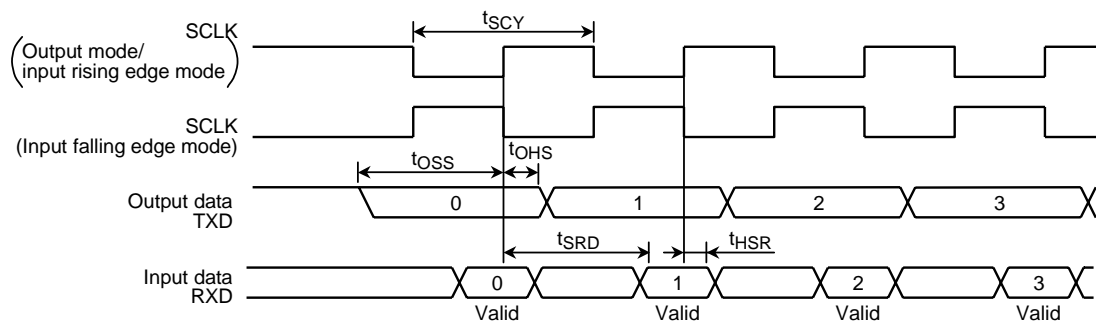 tSCY
SCLK
(Output mode/
input rising edge mode)
SCLK
(Input falling edge mode)
tOSS
tOHS
Output data
TXD
0
1
2
3
tSRD
tHSR
Input data
RXD
0
1
2
3
Valid
Valid
Valid
Valid